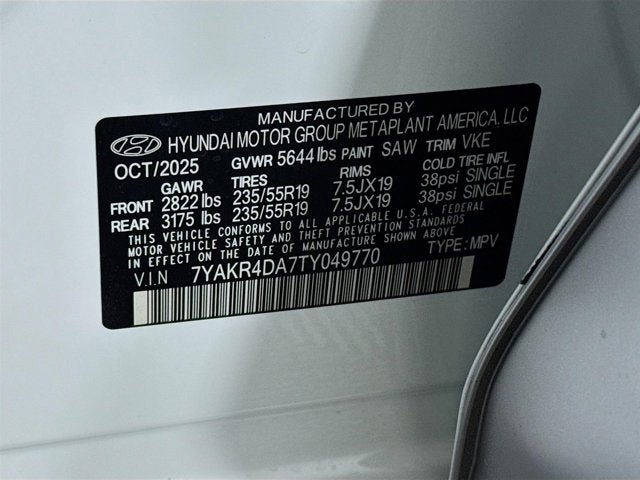 MANUFACTURED BY
HYUNDAI MOTOR GROUP METAPLANT AMERICA, LLC
OCT/2025 GVWR 5644 lbs PAINT SAW TRIM VKE
GAWR TIRES RIMS COLD TIRE INFL
FRONT 2822 lbs 235/55R19 7.5JX19 38psi SINGLE
REAR 3175 lbs 235/55R19 7.5JX19 38psi SINGLE
THIS VEHICLE CONFORMS TO ALL APPLICABLE U.S.A. FEDERAL
MOTOR VEHICLE SAFETY AND THEFT PREVENTION STANDARDS
IN EFFECT ON THE DATE OF MANUFACTURE SHOWN ABOVE.
V.I.N 7YAKR4DA7TY049770 TYPE: MPV